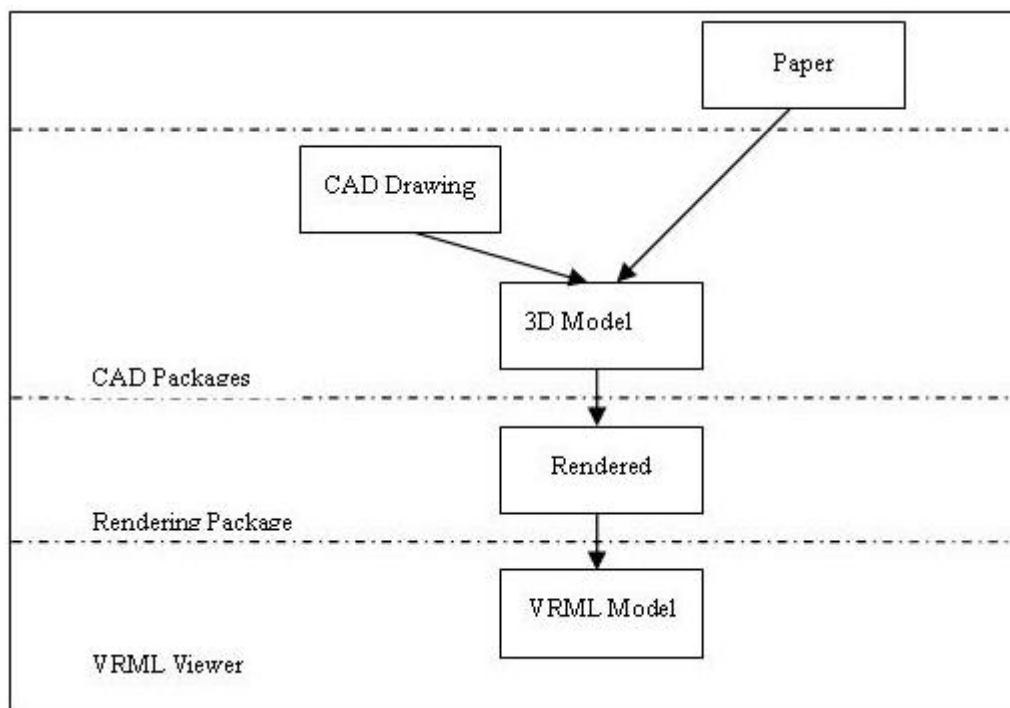 Paper
CAD Drawing
3D Model
CAD Packages
Rendered
Rendering Package
VRML Model
VRML Viewer